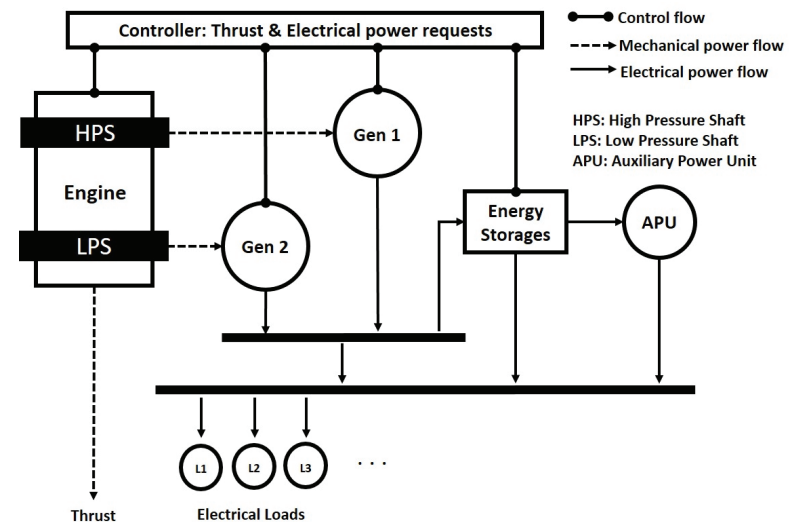 Controller: Thrust & Electrical power requests
Control flow
Mechanical power flow
Electrical power flow
HPS: High Pressure Shaft
LPS: Low Pressure Shaft
APU: Auxiliary Power Unit
HPS
Gen 1
Engine
Energy
Storages
APU
LPS
Gen 2
L1
L2
L3
. . .
Thrust
Electrical Loads